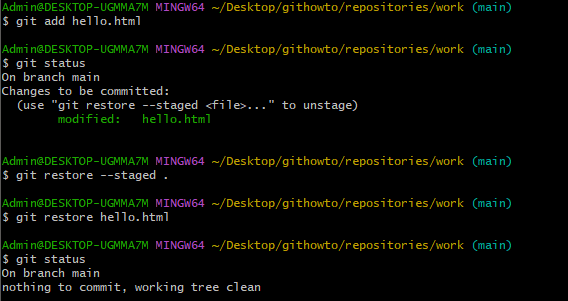 Admin@DESKTOP-UGMMA7M MINGW64 ~/Desktop/githowto/repositories/work (main)
$ git add hello.html

Admin@DESKTOP-UGMMA7M MINGW64 ~/Desktop/githowto/repositories/work (main)
$ git status
On branch main
Changes to be committed:
  (use "git restore --staged <file>..." to unstage)
        modified:   hello.html


Admin@DESKTOP-UGMMA7M MINGW64 ~/Desktop/githowto/repositories/work (main)
$ git restore --staged .

Admin@DESKTOP-UGMMA7M MINGW64 ~/Desktop/githowto/repositories/work (main)
$ git restore hello.html

Admin@DESKTOP-UGMMA7M MINGW64 ~/Desktop/githowto/repositories/work (main)
$ git status
On branch main
nothing to commit, working tree clean